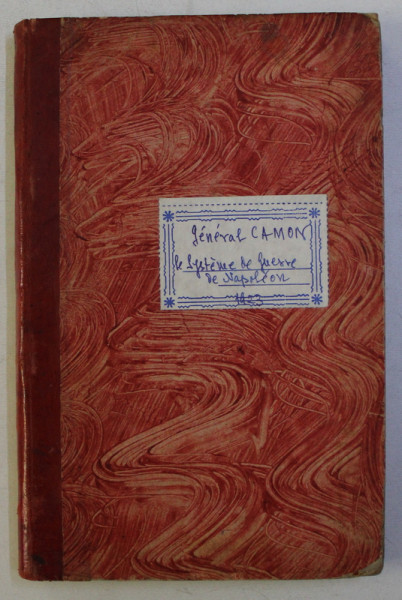 Général CAMON
le Système de guerre
de Napoléon
1923